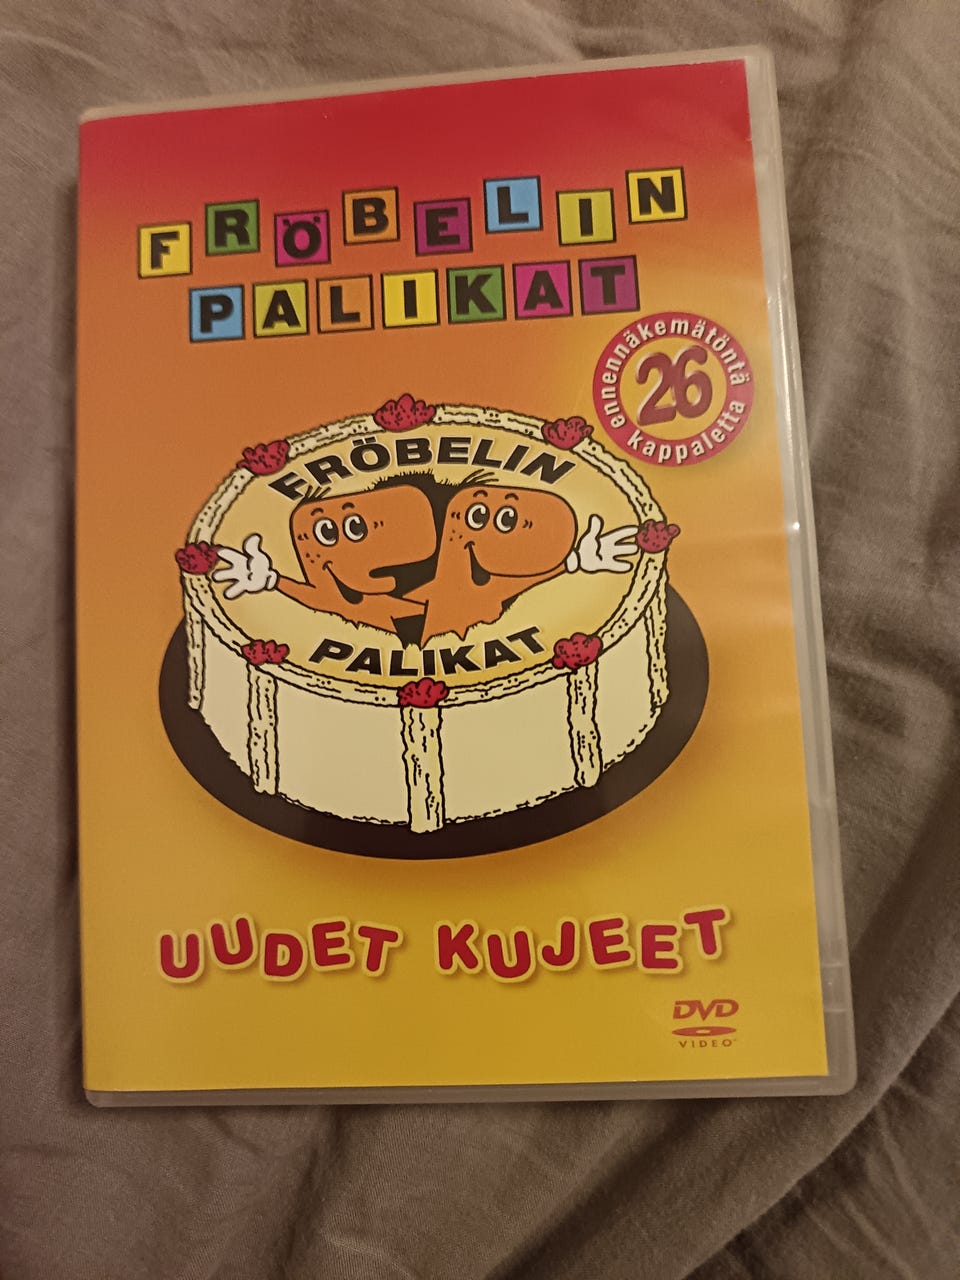 FRÖBELIN
PALIKAT
ennennäkemätöntä
26
kappaletta
FRÖBELIN
PALIKAT
UUDET KUJEET
DVD
VIDEO